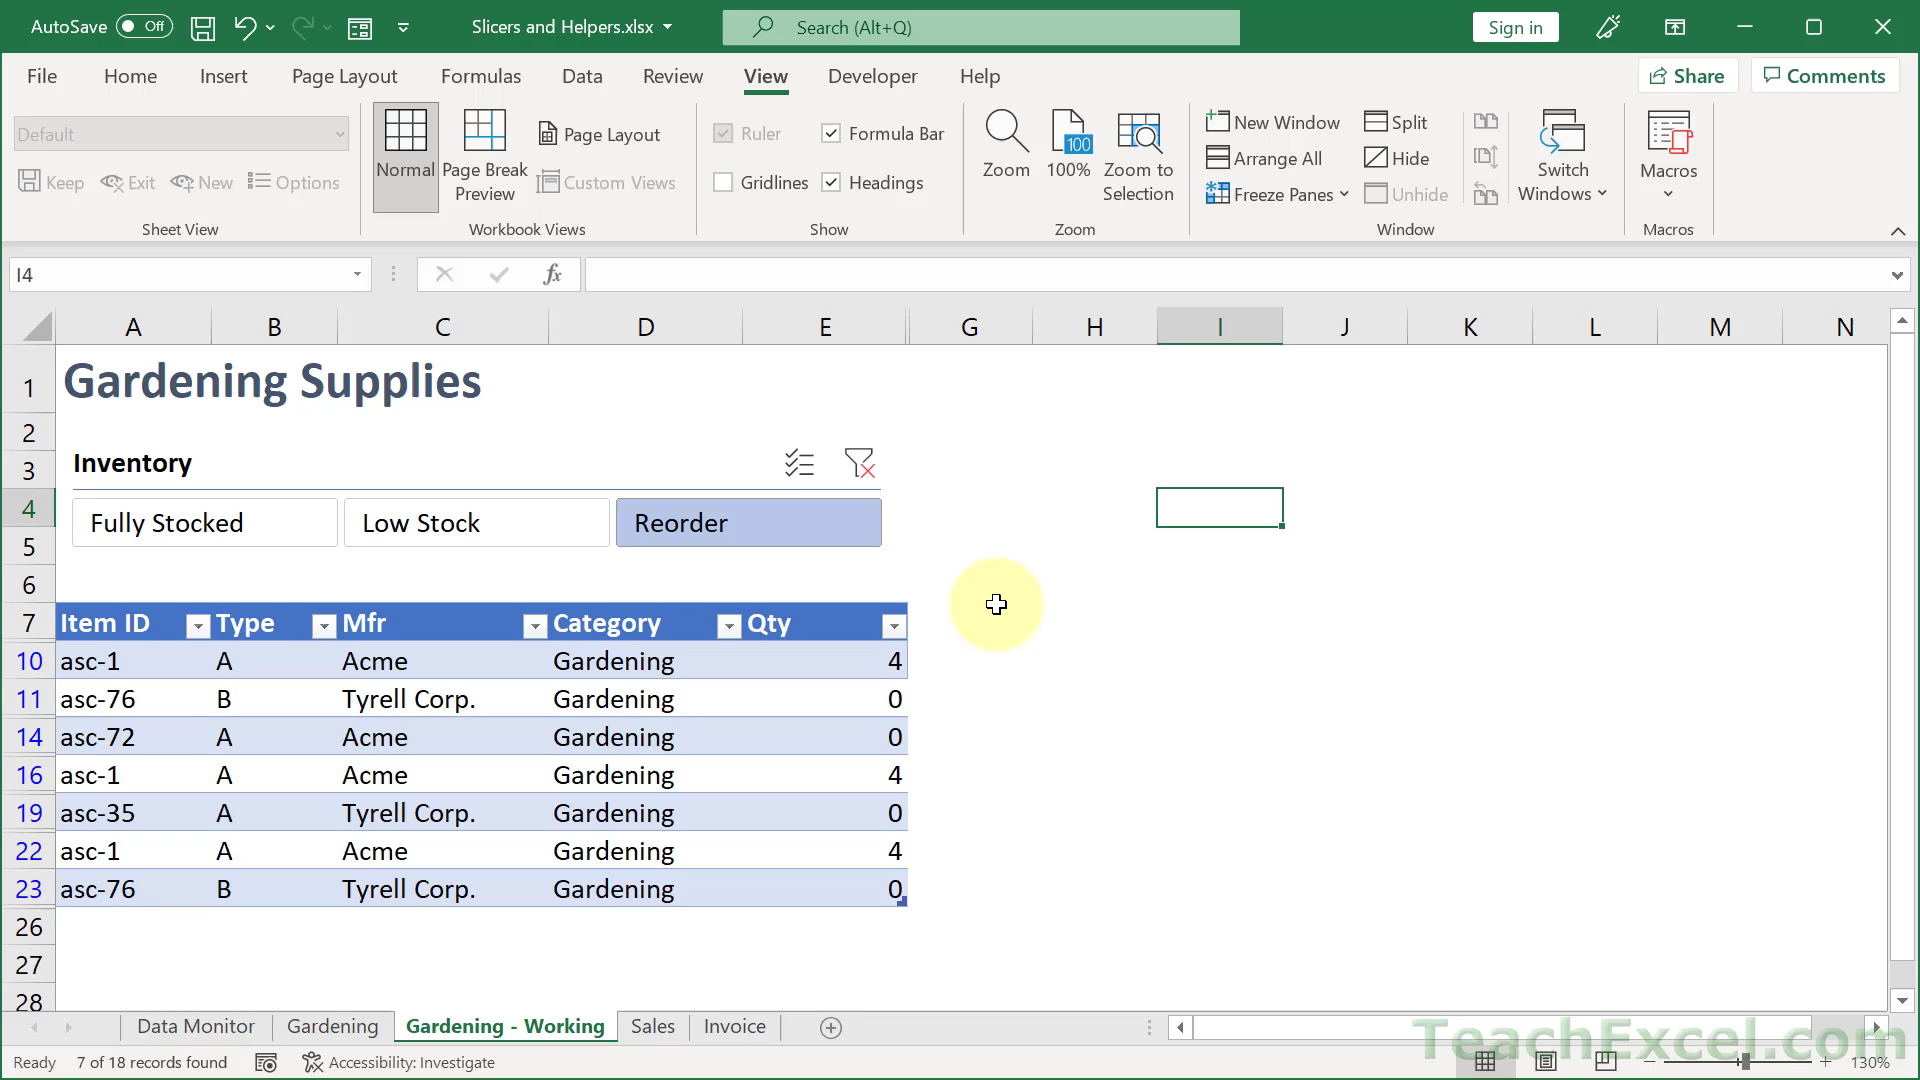 AutoSave Off Slicers and Helpers.xlsx Search (Alt+Q) Sign in
File Home Insert Page Layout Formulas Data Review View Developer Help Share Comments
Default
Keep Exit New Options
Sheet View
Normal
Page Break
Preview
Page Layout
Custom Views
Workbook Views
Ruler Formula Bar
Gridlines Headings
Show
Zoom
100
100%
Zoom to
Selection
Zoom
New Window Split
Arrange All Hide
Freeze Panes Unhide
Switch
Windows
Window
Macros
Macros
I4 fx
A B C D E G H I J K L M N
1 Gardening Supplies
2
3 Inventory
4 Fully Stocked Low Stock Reorder
5
6
7 Item ID Type Mfr Category Qty
10 asc-1 A Acme Gardening 4
11 asc-76 B Tyrell Corp. Gardening 0
14 asc-72 A Acme Gardening 0
16 asc-1 A Acme Gardening 4
19 asc-35 A Tyrell Corp. Gardening 0
22 asc-1 A Acme Gardening 4
23 asc-76 B Tyrell Corp. Gardening 0
26
27
28
Data Monitor Gardening Gardening - Working Sales Invoice
TeachExcel.com
Ready 7 of 18 records found Accessibility: Investigate 130%